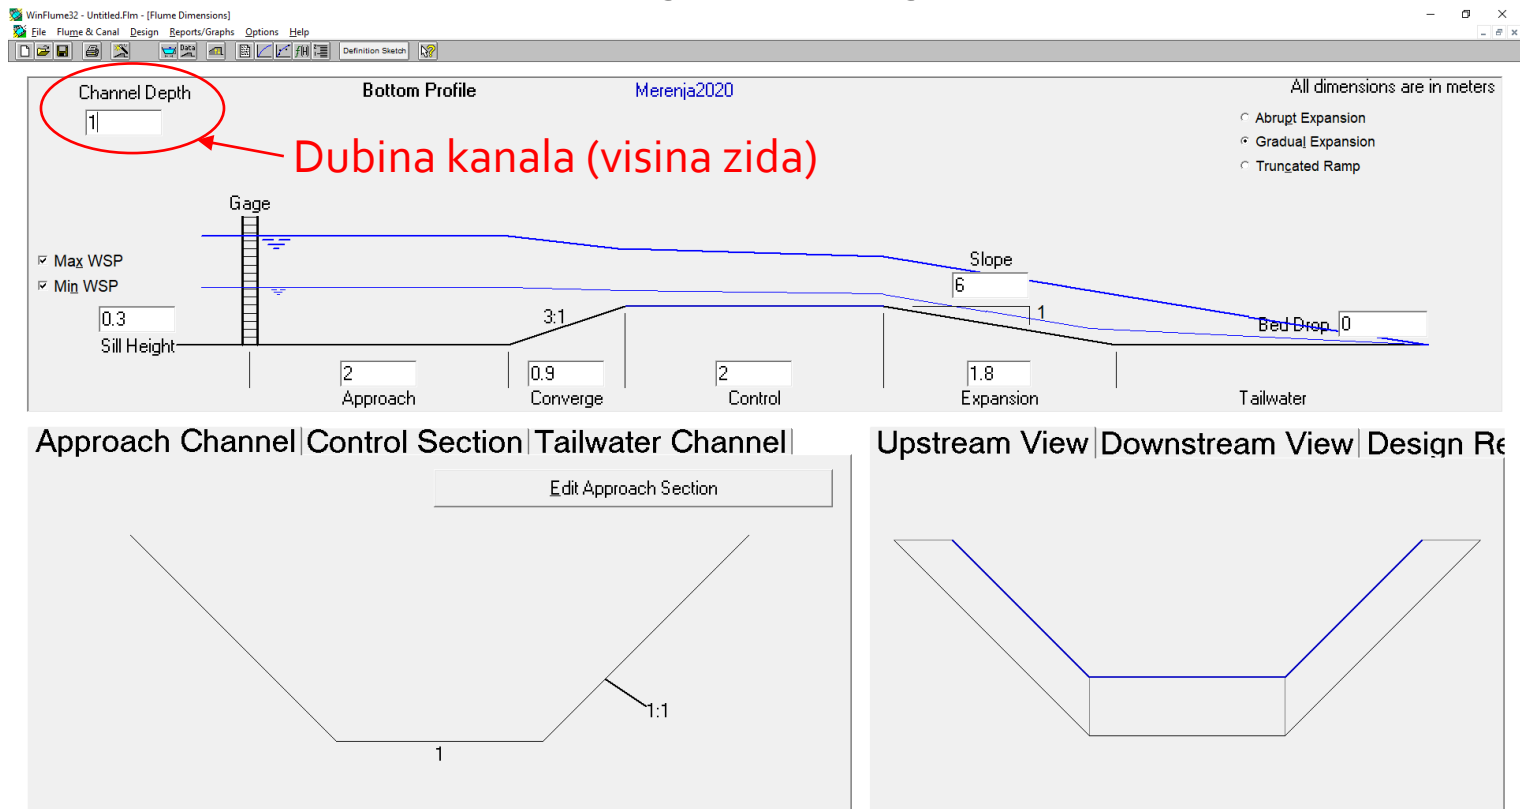 WinFlume32 - Untitled.Flm - [Flume Dimensions]
File Flume & Canal Design Reports/Graphs Options Help
Data Definition Sketch
Channel Depth
1
Bottom Profile
Merenja2020
All dimensions are in meters
Abrupt Expansion
Gradual Expansion
Truncated Ramp
Dubina kanala (visina zida)
Gage
Max WSP
Min WSP
0.3
Sill Height
3:1
Slope
6
1
Bed Drop 0
2
Approach
0.9
Converge
2
Control
1.8
Expansion
Tailwater
Approach Channel Control Section Tailwater Channel
Edit Approach Section
1:1
1
Upstream View Downstream View Design Re